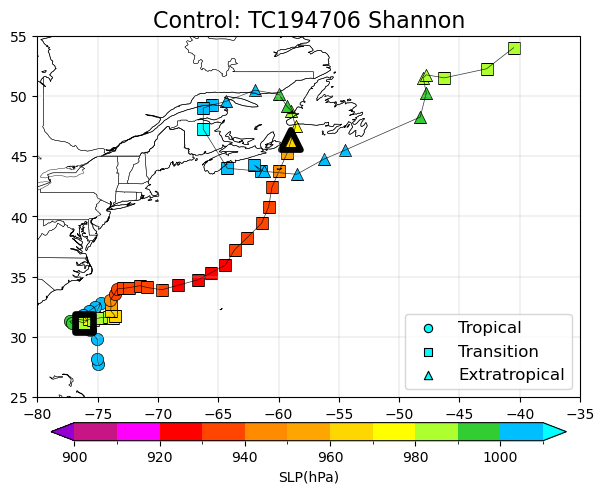 Control: TC194706 Shannon
55
50
45
40
35
30
25
−80 −75 −70 −65 −60 −55 −50 −45 −40 −35
Tropical
Transition
Extratropical
900 920 940 960 980 1000
SLP(hPa)